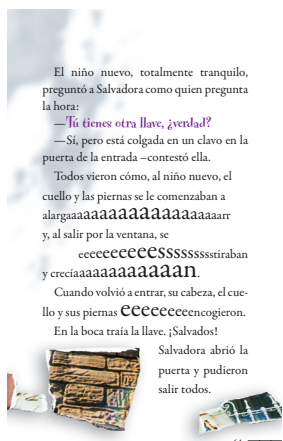 El niño nuevo, totalmente tranquilo,
preguntó a Salvadora como quien pregunta
la hora:
—Tú tienes otra llave, ¿verdad?
—Sí, pero está colgada en un clavo en la
puerta de la entrada –contestó ella.
Todos vieron cómo, al niño nuevo, el
cuello y las piernas se le comenzaban a
alargaaaaaaaaaaaaaaaaaaaarr
y, al salir por la ventana, se
eeeeeeeeeesssssssssstiraban
y crecíaaaaaaaaaaaan.
Cuando volvió a entrar, su cabeza, el cue-
llo y sus piernas eeeeeeeeencogieron.
En la boca traía la llave. ¡Salvados!
Salvadora abrió la
puerta y pudieron
salir todos.